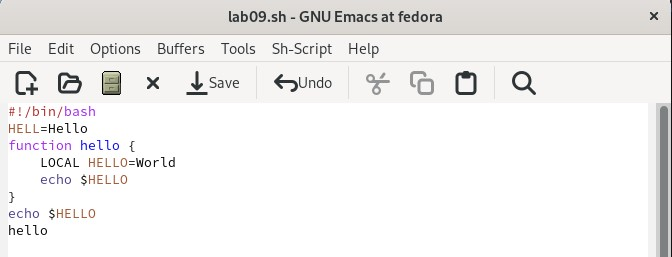 lab09.sh - GNU Emacs at fedora
File Edit Options Buffers Tools Sh-Script Help
Save Undo
#!/bin/bash
HELL=Hello
function hello {
    LOCAL HELLO=World
    echo $HELLO
}
echo $HELLO
hello